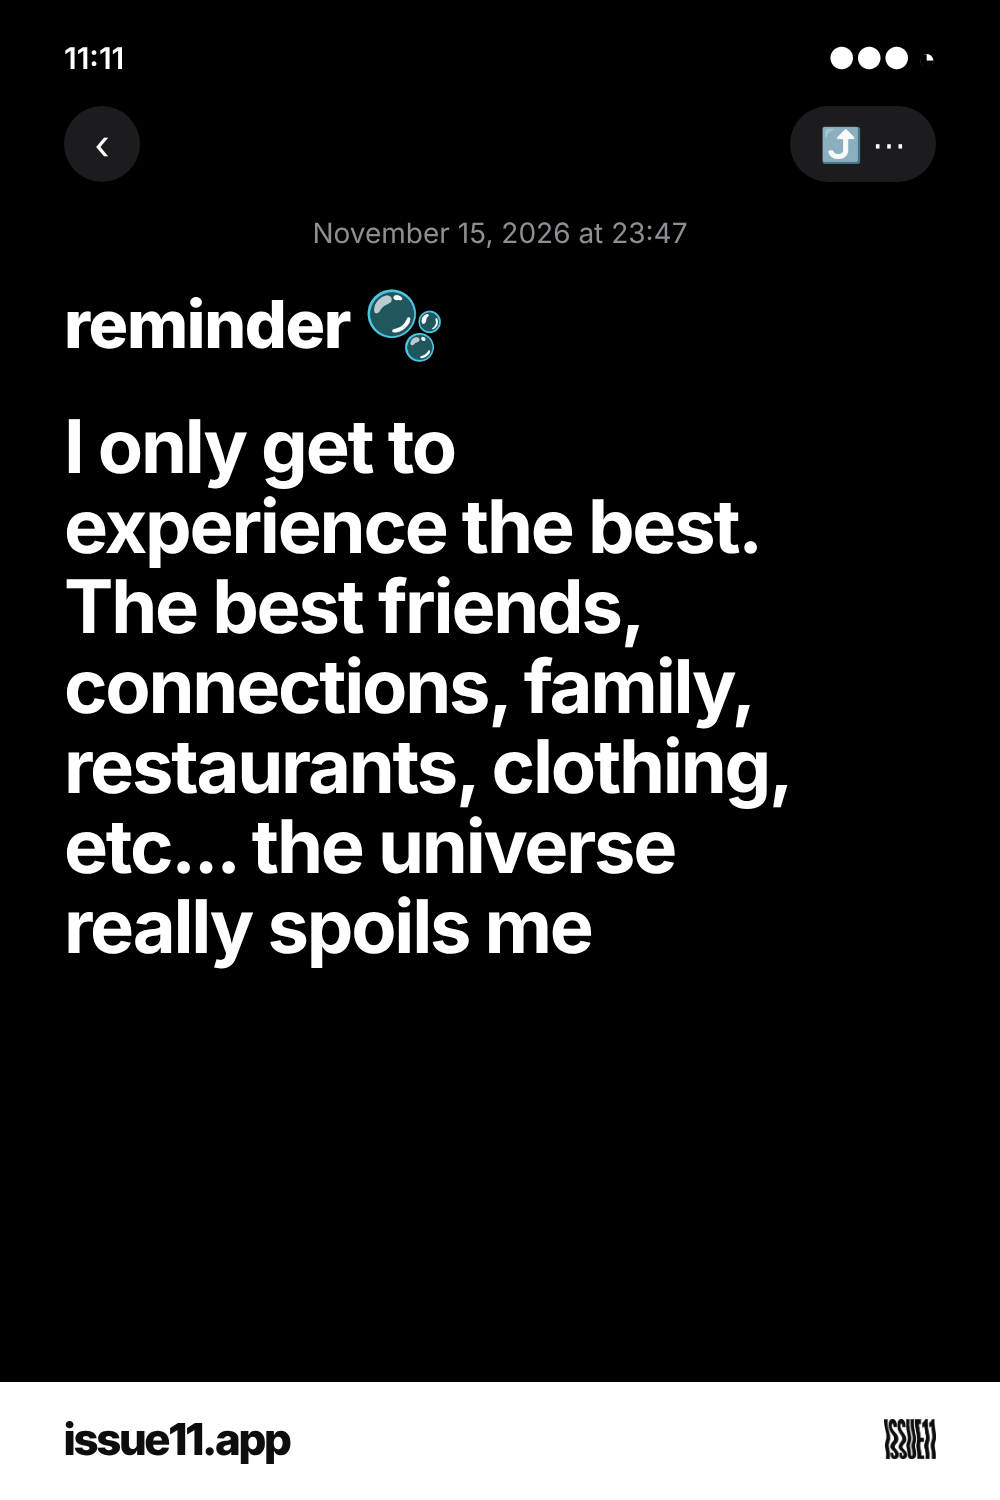 11:11
November 15, 2026 at 23:47
reminder 🫧
I only get to
experience the best.
The best friends,
connections, family,
restaurants, clothing,
etc... the universe
really spoils me
issue11.app
ISSUE11